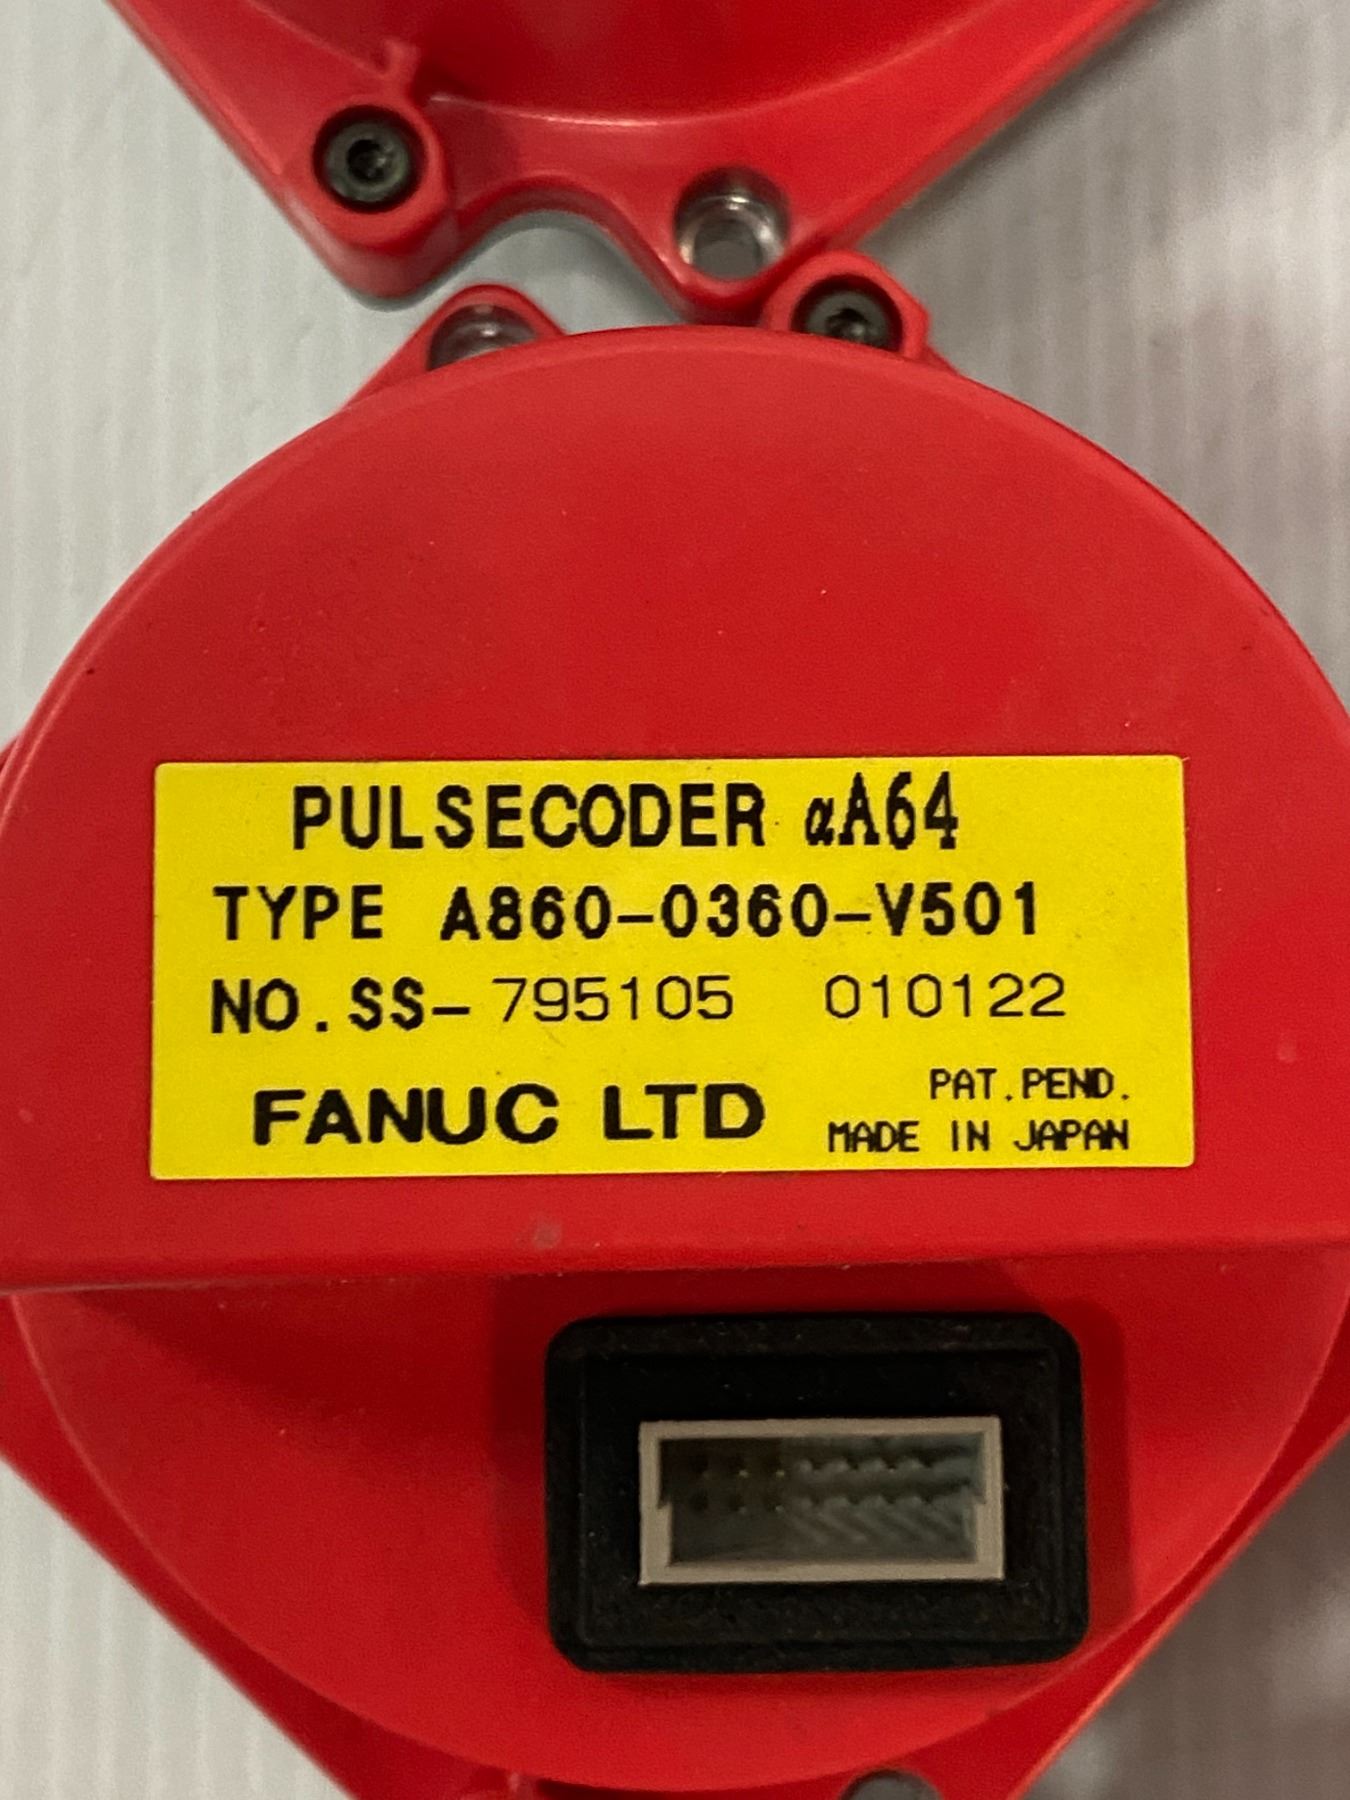 PULSECODER αA64
TYPE A860-0360-V501
NO.SS-795105 010122
FANUC LTD
PAT.PEND.
MADE IN JAPAN